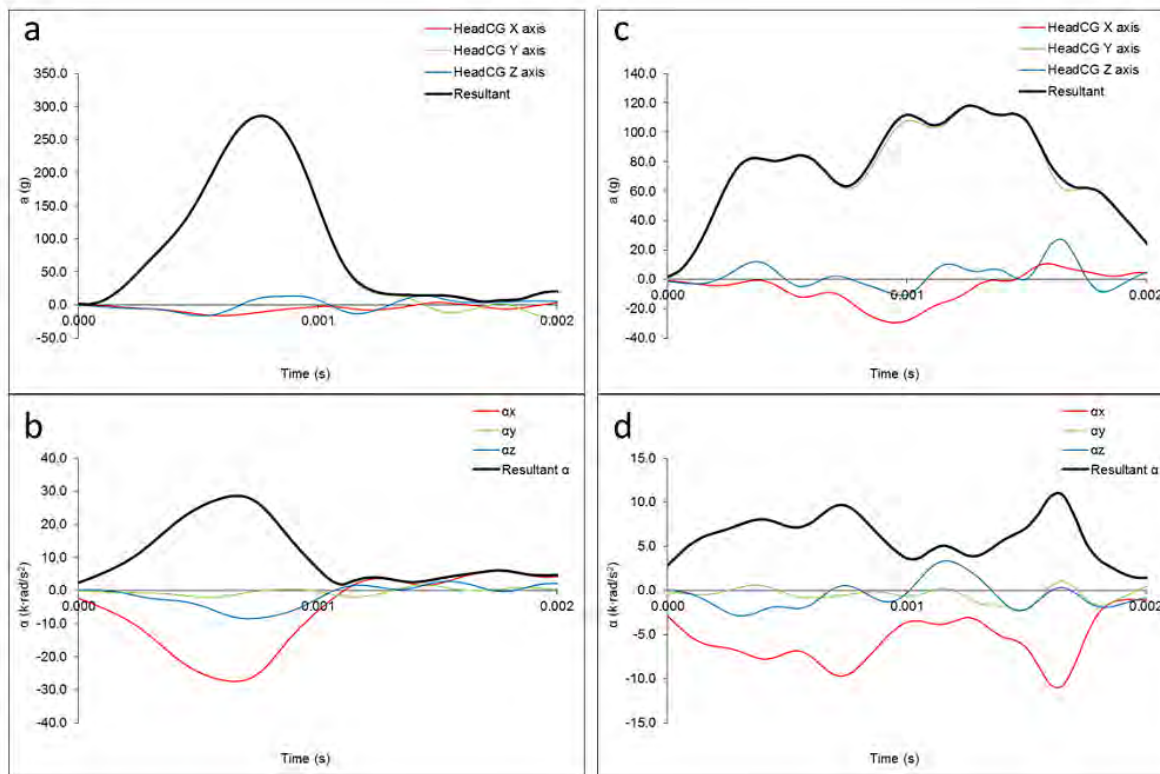 a
HeadCG X axis
HeadCG Y axis
HeadCG Z axis
Resultant
350.0
300.0
250.0
200.0
150.0
100.0
50.0
0.0
-50.0
a (g)
0.000
0.001
0.002
Time (s)
c
HeadCG X axis
HeadCG Y axis
HeadCG Z axis
Resultant
140.0
120.0
100.0
80.0
60.0
40.0
20.0
0.0
-20.0
-40.0
a (g)
0.000
0.001
0.002
Time (s)
b
αx
αy
αz
Resultant α
40.0
30.0
20.0
10.0
0.0
-10.0
-20.0
-30.0
-40.0
α (k·rad/s²)
0.000
0.001
0.002
Time (s)
d
αx
αy
αz
Resultant α
15.0
10.0
5.0
0.0
-5.0
-10.0
-15.0
α (k·rad/s²)
0.000
0.001
0.002
Time (s)